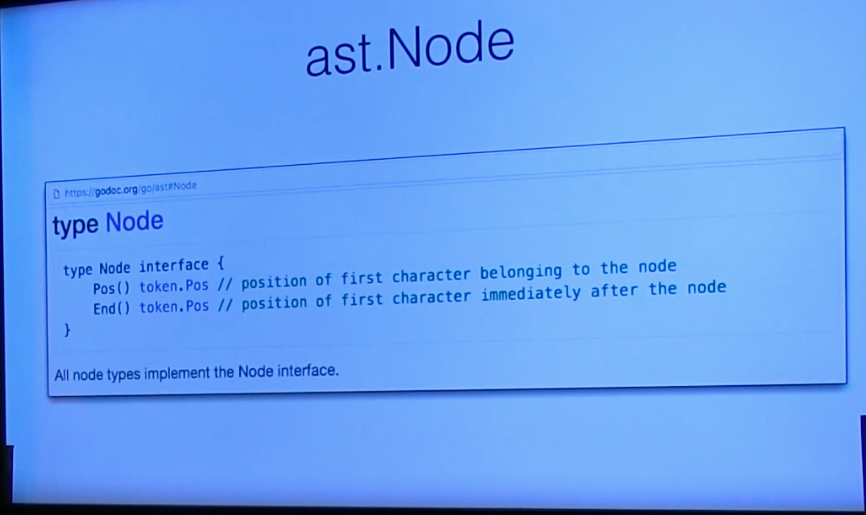 ast.Node
https://godoc.org/go/ast#Node
type Node
type Node interface {
Pos() token.Pos // position of first character belonging to the node
End() token.Pos // position of first character immediately after the node
}
All node types implement the Node interface.